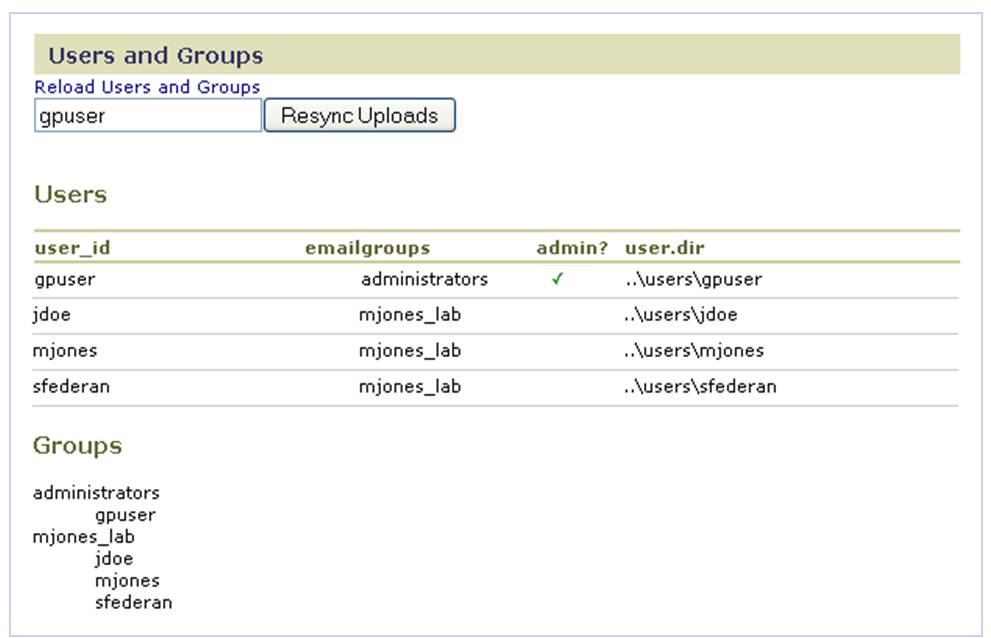 Users and Groups
Reload Users and Groups
gpuser Resync Uploads
Users
user_id emailgroups admin? user.dir
gpuser administrators ✓ ..\users\gpuser
jdoe mjones_lab ..\users\jdoe
mjones mjones_lab ..\users\mjones
sfederan mjones_lab ..\users\sfederan
Groups
administrators
gpuser
mjones_lab
jdoe
mjones
sfederan